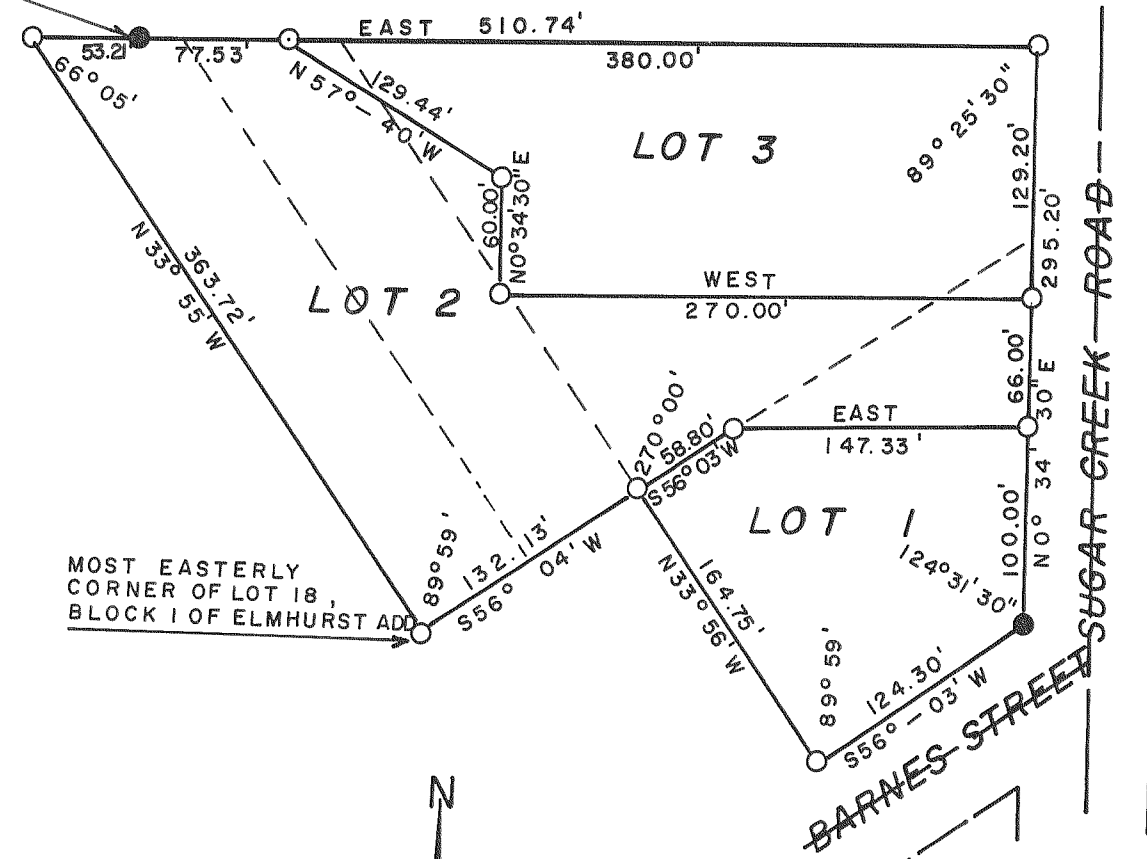 EAST 510.74'
53.21'
77.53'
380.00'
66° 05'
N 57° — 40' W
129.44'
89° 25' 30"
LOT 3
129.20'
295.20'
60.00'
N0°34'30"E
N 33° 55' W
363.72'
LOT 2
WEST
270.00'
66.00'
N0° 34' 30" E
270°00'
58.80'
S56°03'W
EAST
147.33'
LOT 1
100.00'
124°31'30"
SUGAR CREEK ROAD
89°59'
132.13'
S56° 04' W
MOST EASTERLY
CORNER OF LOT 18,
BLOCK 1 OF ELMHURST ADD
164.75'
N33°56'W
89°59'
124.30'
S56° — 03' W
BARNES STREET
N